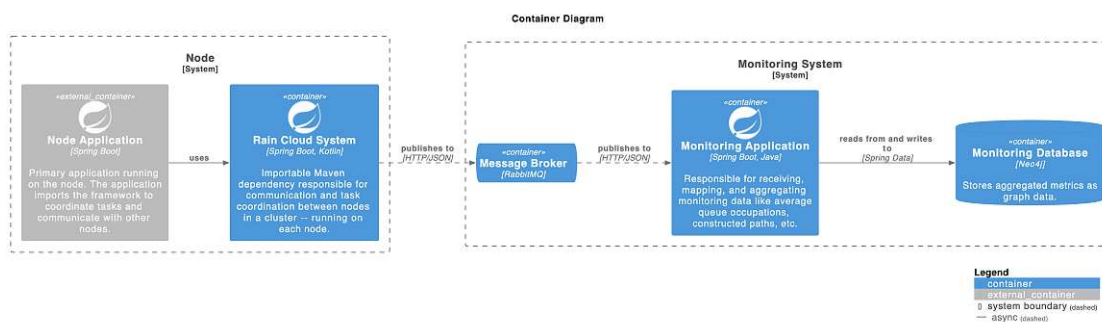 Container Diagram
Node
[System]
«external_container»
Node Application
[Spring Boot]
Primary application running
on the node. The application
imports the framework to
coordinate tasks and
communicate with other
nodes.
uses
«container»
Rain Cloud System
[Spring Boot, Kotlin]
Importable Maven
dependency responsible for
communication and task
coordination between nodes
in a cluster -- running on
each node.
publishes to
[HTTP/JSON]
Monitoring System
[System]
«container»
Message Broker
[RabbitMQ]
publishes to
[HTTP/JSON]
«container»
Monitoring Application
[Spring Boot, Java]
Responsible for receiving,
mapping, and aggregating
monitoring data like average
queue occupations,
constructed paths, etc.
reads from and writes
to
[Spring Data]
«container»
Monitoring Database
[Neo4j]
Stores aggregated metrics as
graph data.
Legend
container
external_container
system boundary (dashed)
async (dashed)